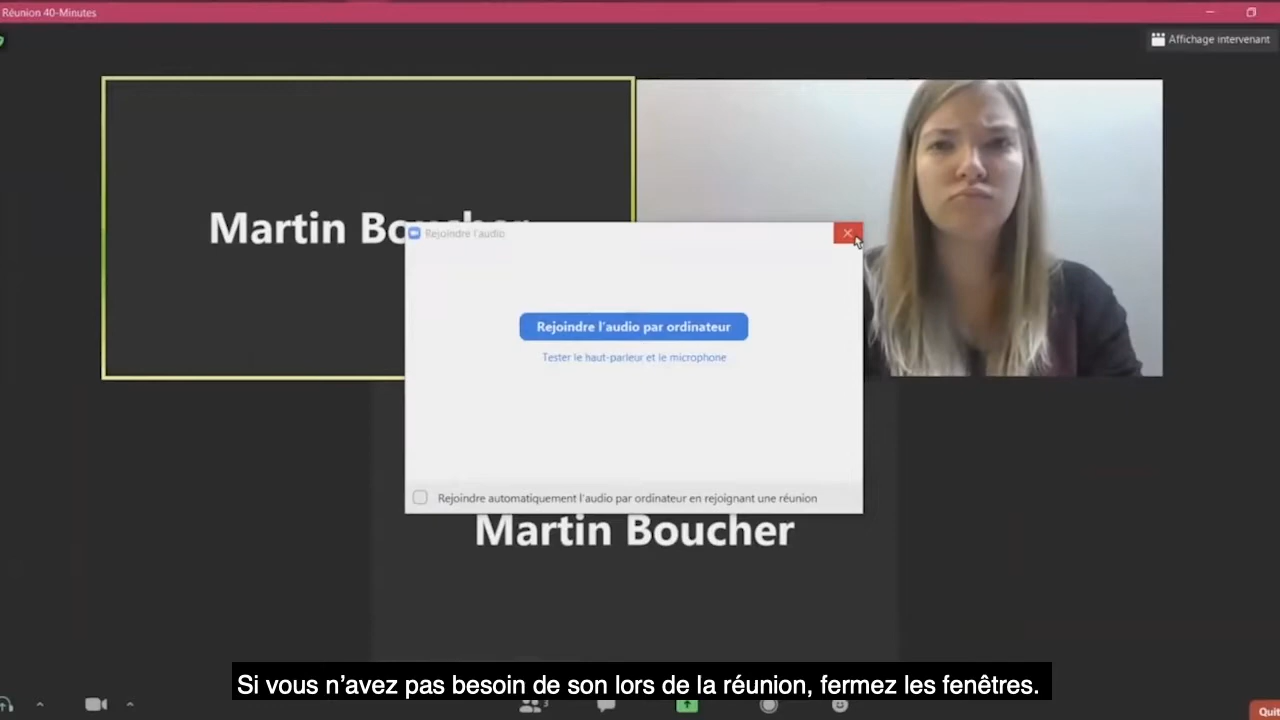 Réunion 40-Minutes
Affichage intervenant
Martin Boucher
Rejoindre l'audio
Rejoindre l'audio par ordinateur
Tester le haut-parleur et le microphone
Rejoindre automatiquement l'audio par ordinateur en rejoignant une réunion
Martin Boucher
Si vous n’avez pas besoin de son lors de la réunion, fermez les fenêtres.
3
Quit